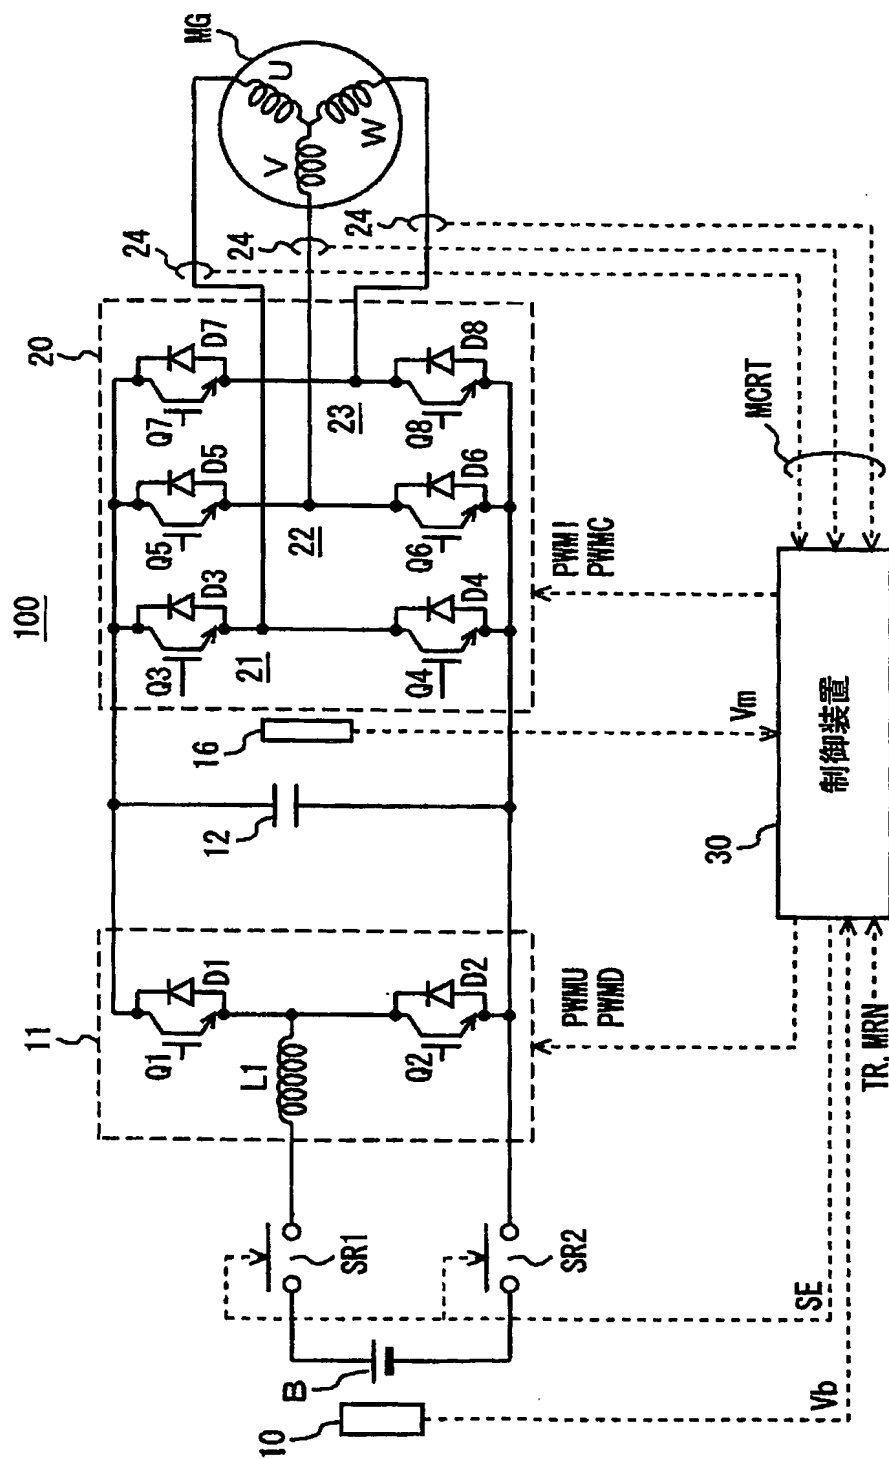 100
10
B
SR1
SR2
11
Q1
D1
L1
Q2
D2
12
16
20
Q3
D3
Q5
D5
Q7
D7
21
22
23
Q4
D4
Q6
D6
Q8
D8
24
24
24
MG
U
V
W
PWMU
PWMD
PWMI
PWMC
MCRT
Vm
30
制御装置
SE
Vb
TR, MRN